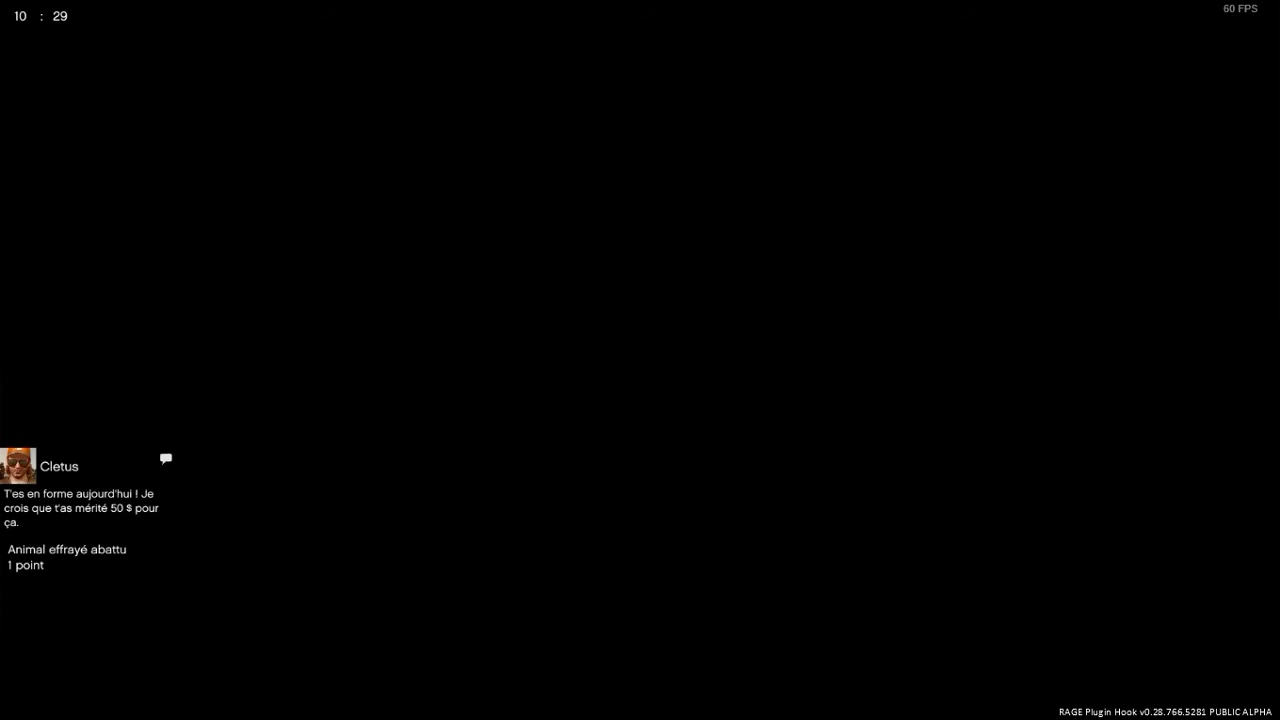 10 : 29
60 FPS
Cletus
T'es en forme aujourd'hui ! Je
crois que t'as mérité 50 $ pour
ça.
Animal effrayé abattu
1 point
RAGE Plugin Hook v0.28.766.5281 PUBLIC ALPHA